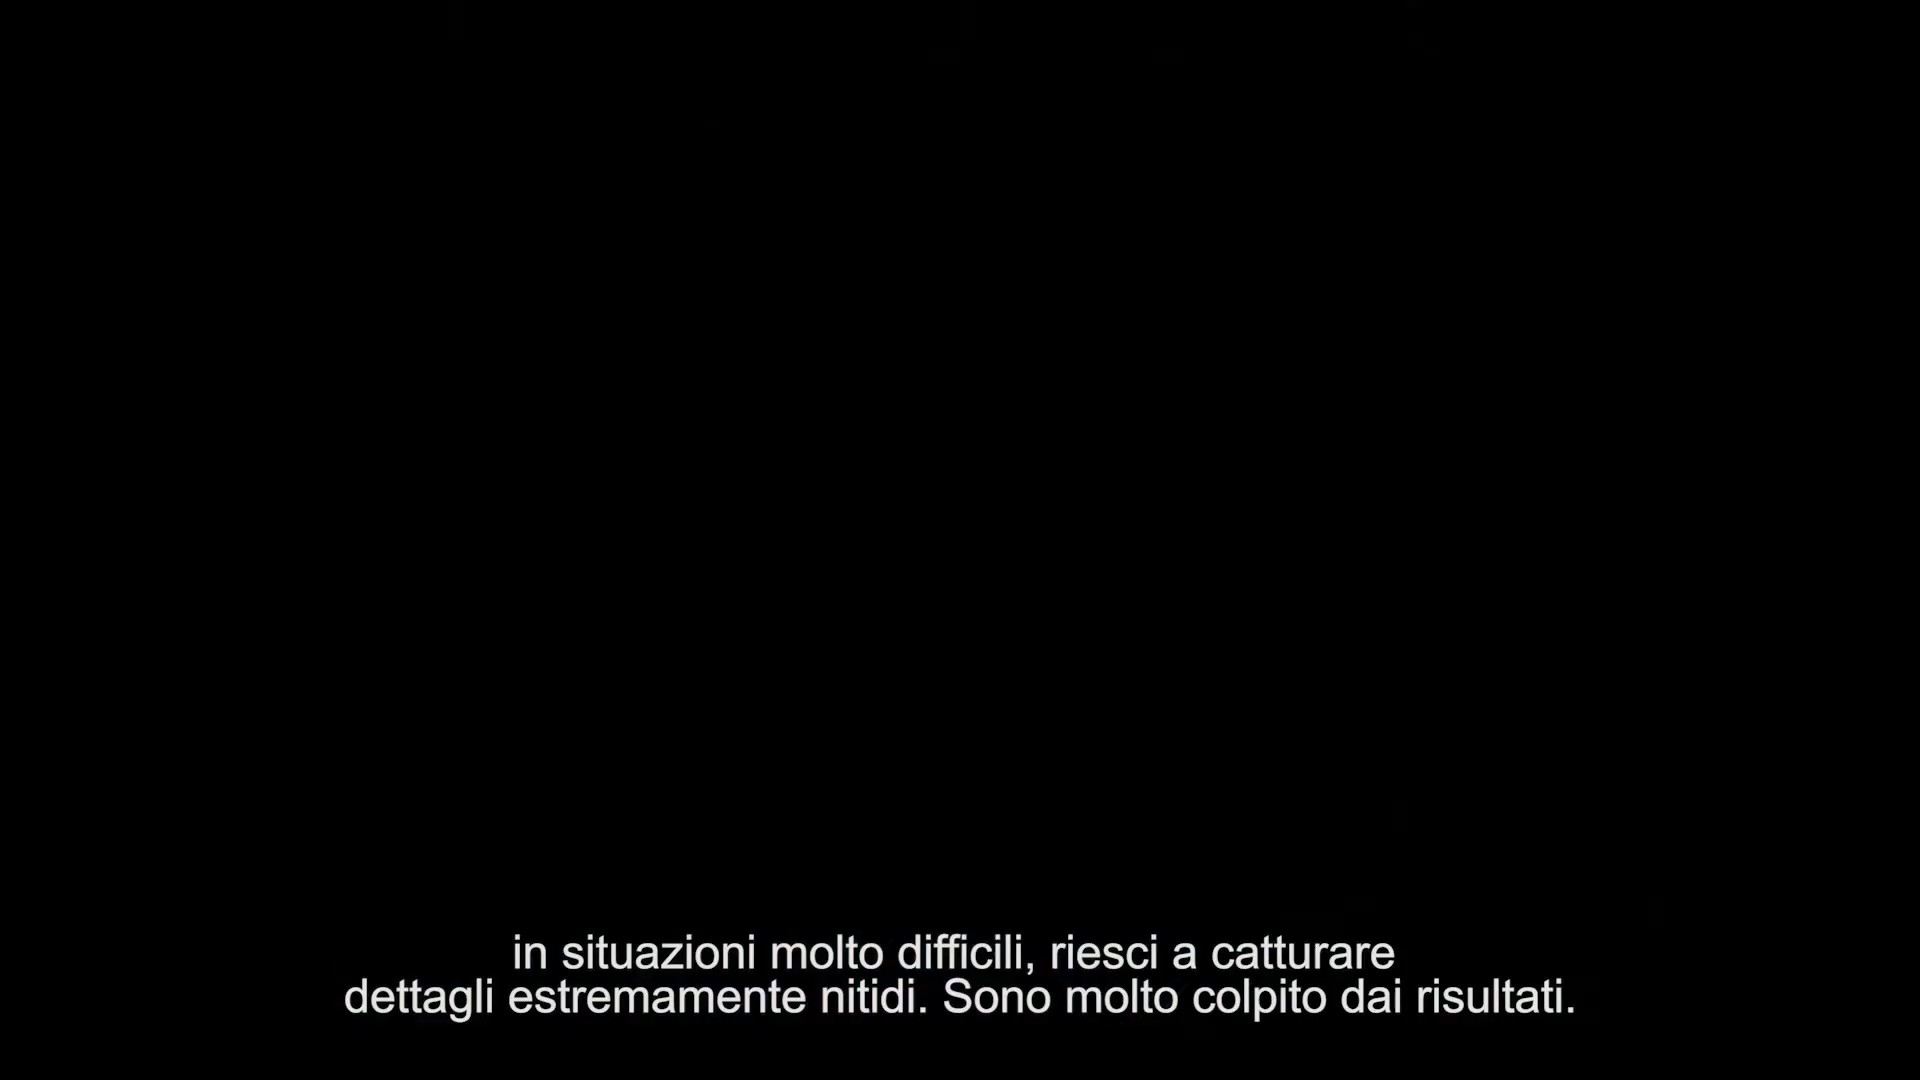 in situazioni molto difficili, riesci a catturare
dettagli estremamente nitidi. Sono molto colpito dai risultati.